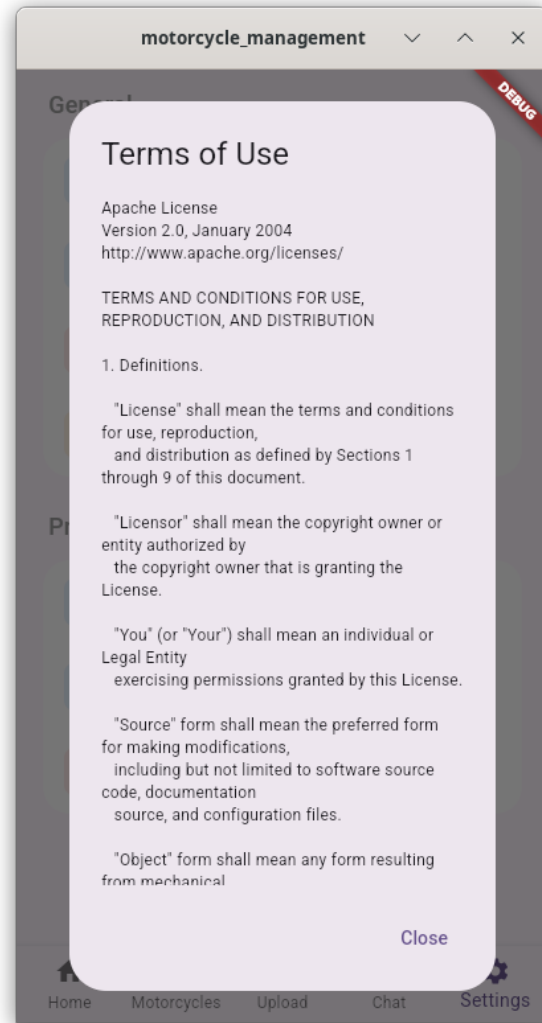 motorcycle_management
DEBUG
Terms of Use
Apache License
Version 2.0, January 2004
http://www.apache.org/licenses/
TERMS AND CONDITIONS FOR USE,
REPRODUCTION, AND DISTRIBUTION
1. Definitions.
"License" shall mean the terms and conditions
for use, reproduction,
and distribution as defined by Sections 1
through 9 of this document.
"Licensor" shall mean the copyright owner or
entity authorized by
the copyright owner that is granting the
License.
"You" (or "Your") shall mean an individual or
Legal Entity
exercising permissions granted by this License.
"Source" form shall mean the preferred form
for making modifications,
including but not limited to software source
code, documentation
source, and configuration files.
"Object" form shall mean any form resulting
from mechanical
Close
Home
Motorcycles
Upload
Chat
Settings